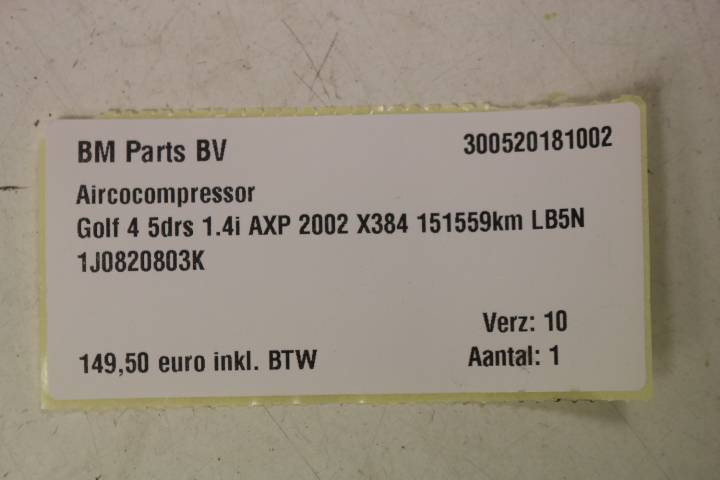 BM Parts BV 300520181002
Aircocompressor
Golf 4 5drs 1.4i AXP 2002 X384 151559km LB5N
1J0820803K
Verz: 10
149,50 euro inkl. BTW Aantal: 1